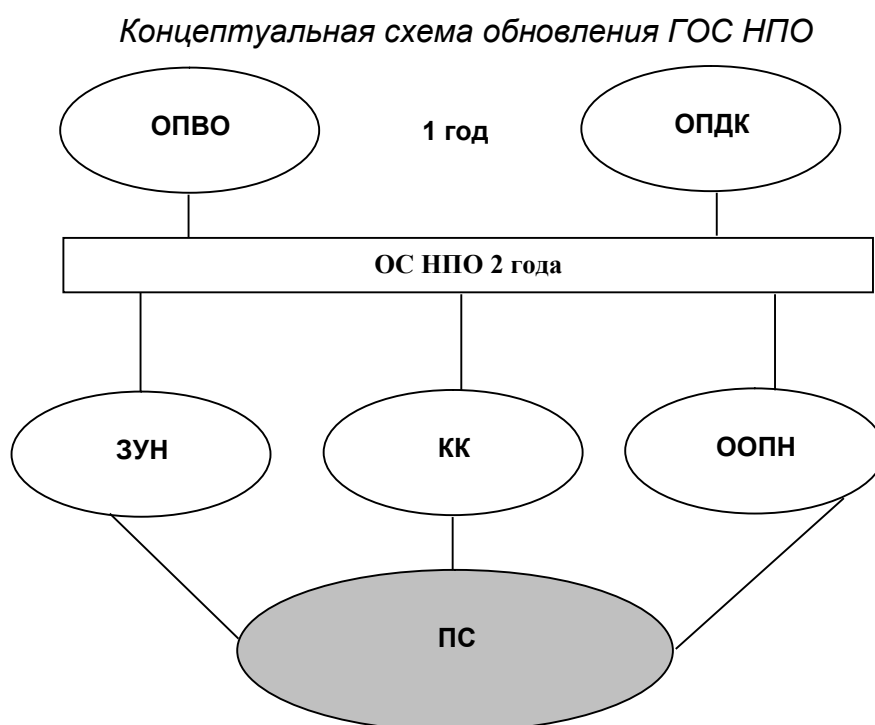 Концептуальная схема обновления ГОС НПО
ОПВО
1 год
ОПДК
ОС НПО 2 года
ЗУН
КК
ООПН
ПС